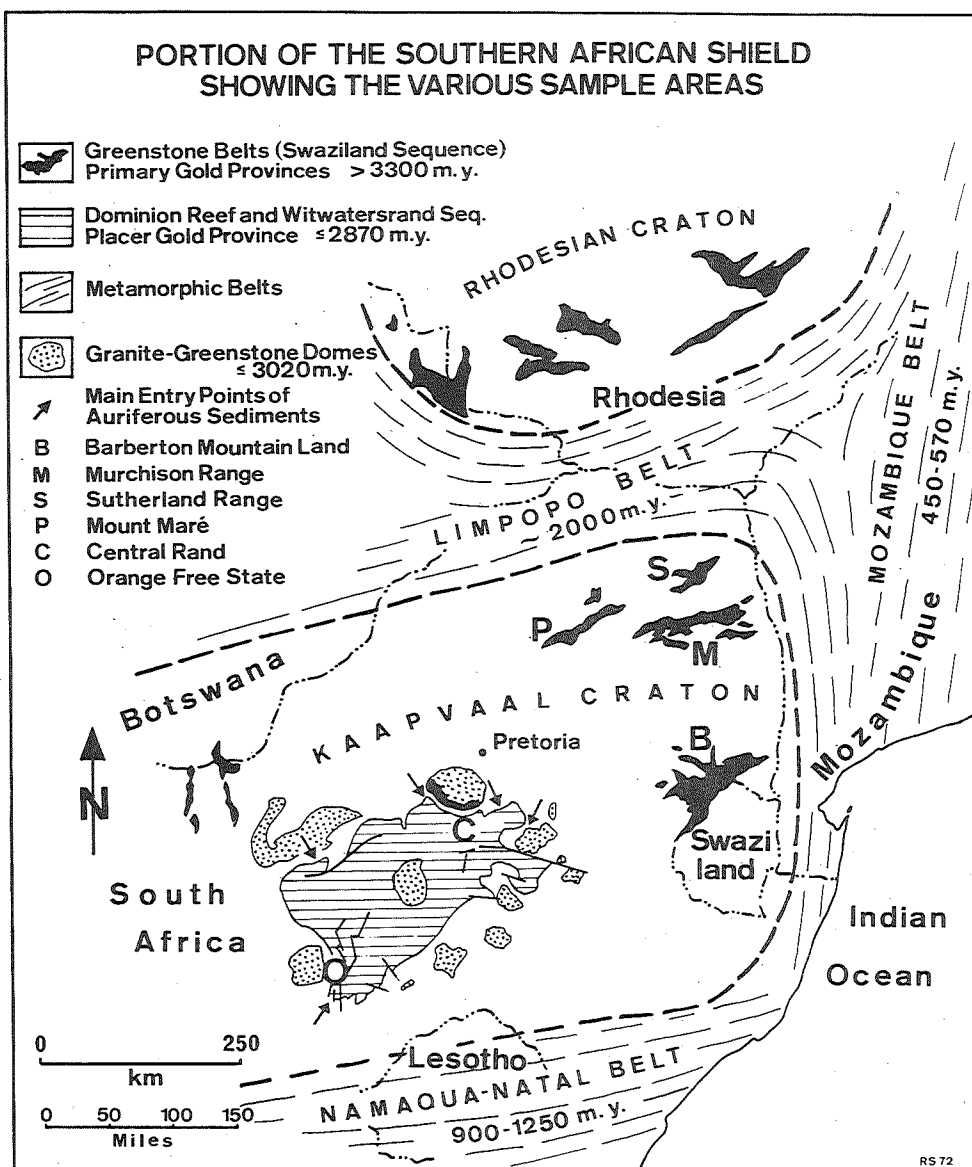 PORTION OF THE SOUTHERN AFRICAN SHIELD
SHOWING THE VARIOUS SAMPLE AREAS
Greenstone Belts (Swaziland Sequence)
Primary Gold Provinces > 3300 m.y.
Dominion Reef and Witwatersrand Seq.
Placer Gold Province ≤ 2870 m.y.
Metamorphic Belts
Granite-Greenstone Domes
≤ 3020 m.y.
Main Entry Points of
Auriferous Sediments
B Barberton Mountain Land
M Murchison Range
S Sutherland Range
P Mount Maré
C Central Rand
O Orange Free State
RHODESIAN CRATON
Rhodesia
MOZAMBIQUE BELT
450-570 m.y.
LIMPOPO BELT
~ 2000 m.y.
S
P
M
Botswana
Mozambique
KAAPVAAL CRATON
Pretoria
B
N
C
Swazi
land
South
Africa
O
Indian
Ocean
0 250
km
0 50 100 150
Miles
Lesotho
NAMAQUA-NATAL BELT
900-1250 m.y.
RS 72